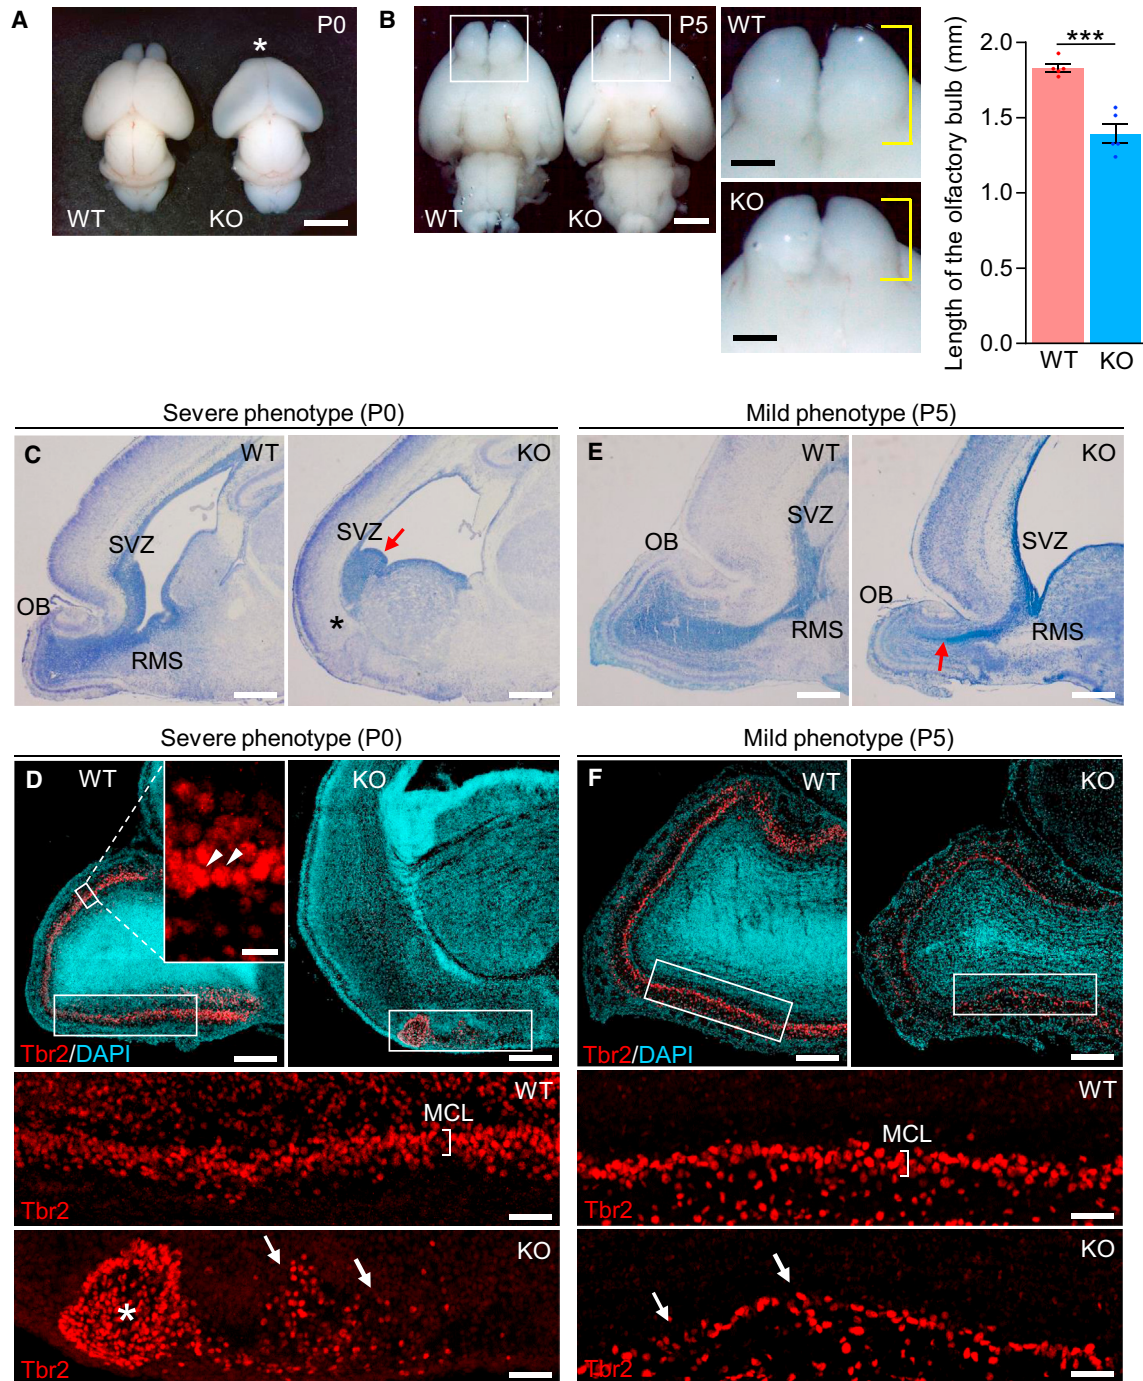 A
P0
*
WT
KO
B
P5
WT
KO
WT
KO
Length of the olfactory bulb (mm)
2.0
1.5
1.0
0.5
0.0
***
WT
KO
Severe phenotype (P0)
C
WT
SVZ
OB
RMS
KO
SVZ
*
Mild phenotype (P5)
E
WT
SVZ
OB
RMS
KO
SVZ
OB
RMS
Severe phenotype (P0)
D
WT
Tbr2/DAPI
KO
WT
MCL
Tbr2
KO
*
Tbr2
Mild phenotype (P5)
F
WT
Tbr2/DAPI
KO
WT
MCL
Tbr2
KO
Tbr2